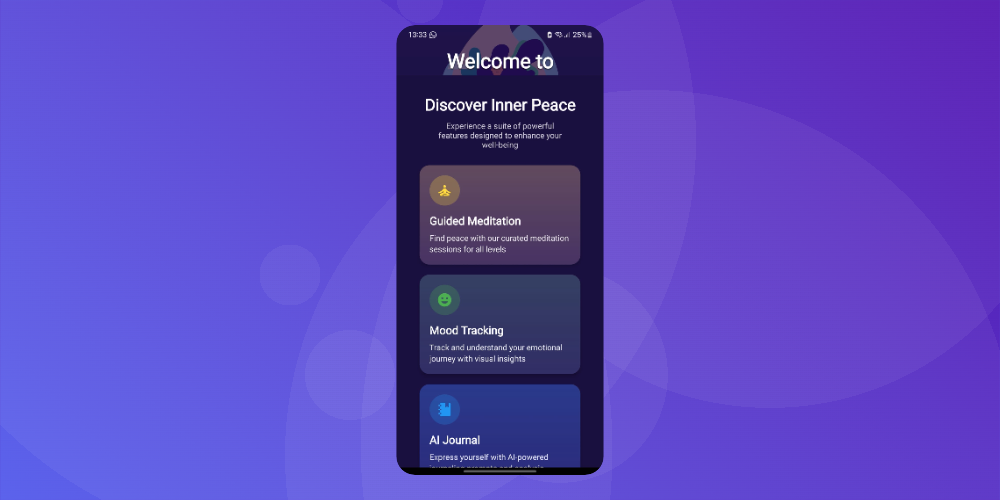 13:33
25%
Welcome to
Discover Inner Peace
Experience a suite of powerful
features designed to enhance your
well-being
Guided Meditation
Find peace with our curated meditation
sessions for all levels
Mood Tracking
Track and understand your emotional
journey with visual insights
AI Journal
Express yourself with AI-powered